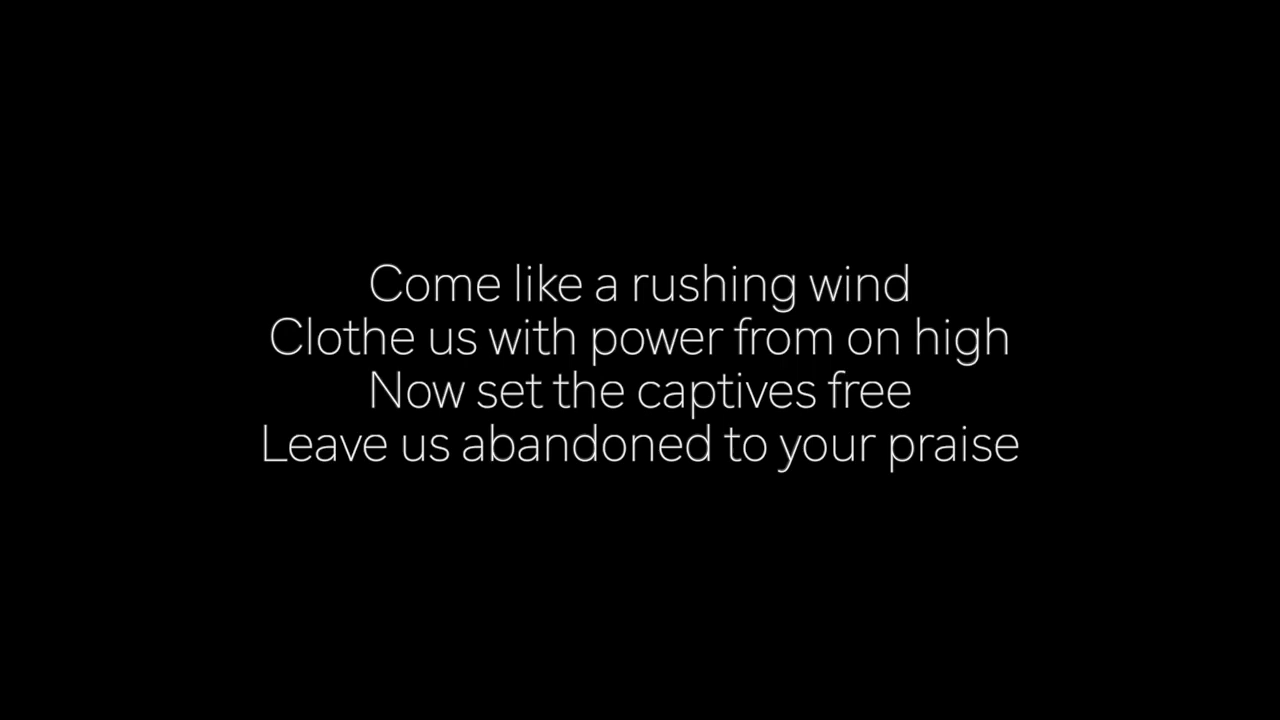 Come like a rushing wind
Clothe us with power from on high
Now set the captives free
Leave us abandoned to your praise